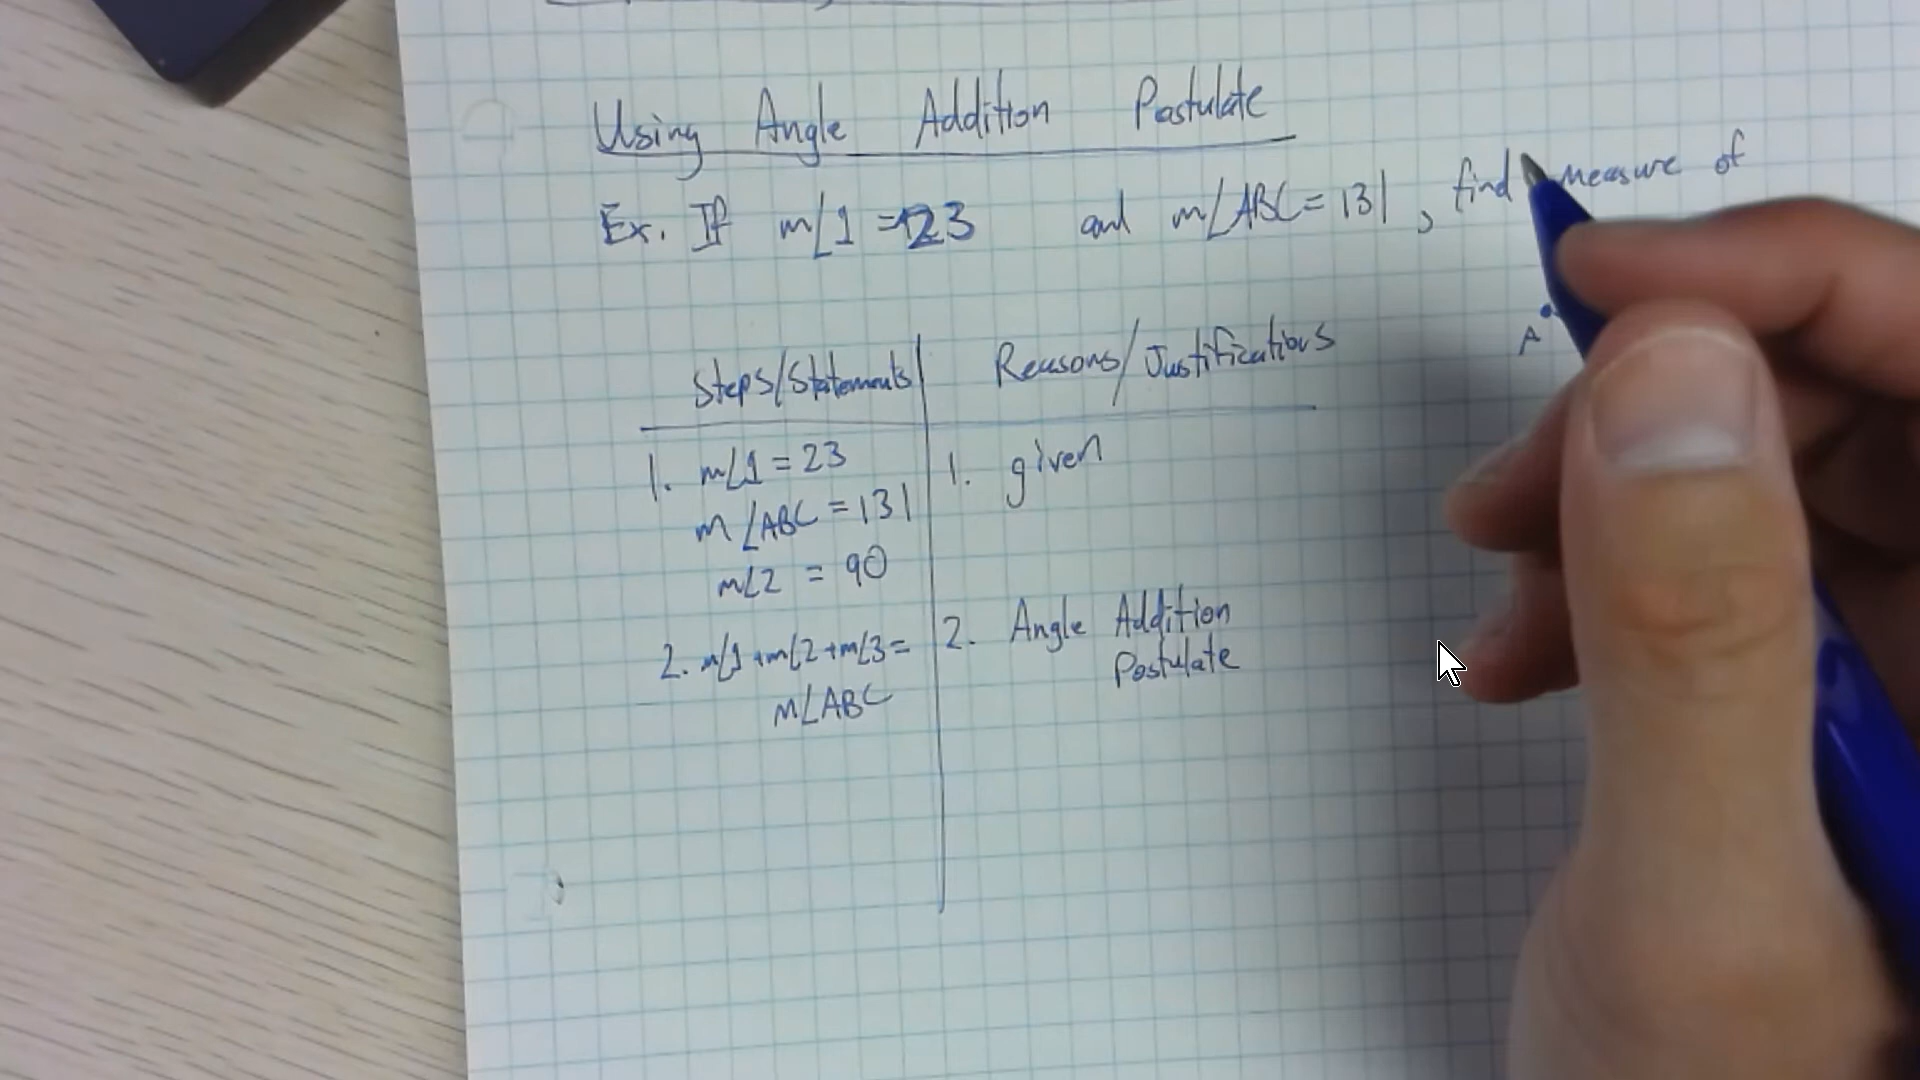 Using Angle Addition Postulate
Ex. If m∠1 = 23 and m∠ABC = 131, find measure of
A
Steps/Statements Reasons/Justifications
1. m∠1 = 23 1. given
m∠ABC = 131
m∠2 = 90
2. m∠1 + m∠2 + m∠3 = 2. Angle Addition
m∠ABC Postulate